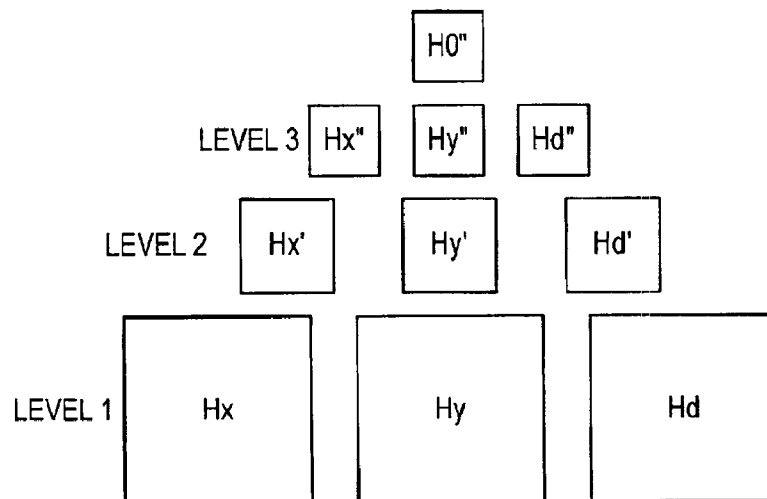 H0"
LEVEL 3 Hx" Hy" Hd"
LEVEL 2 Hx' Hy' Hd'
LEVEL 1 Hx Hy Hd